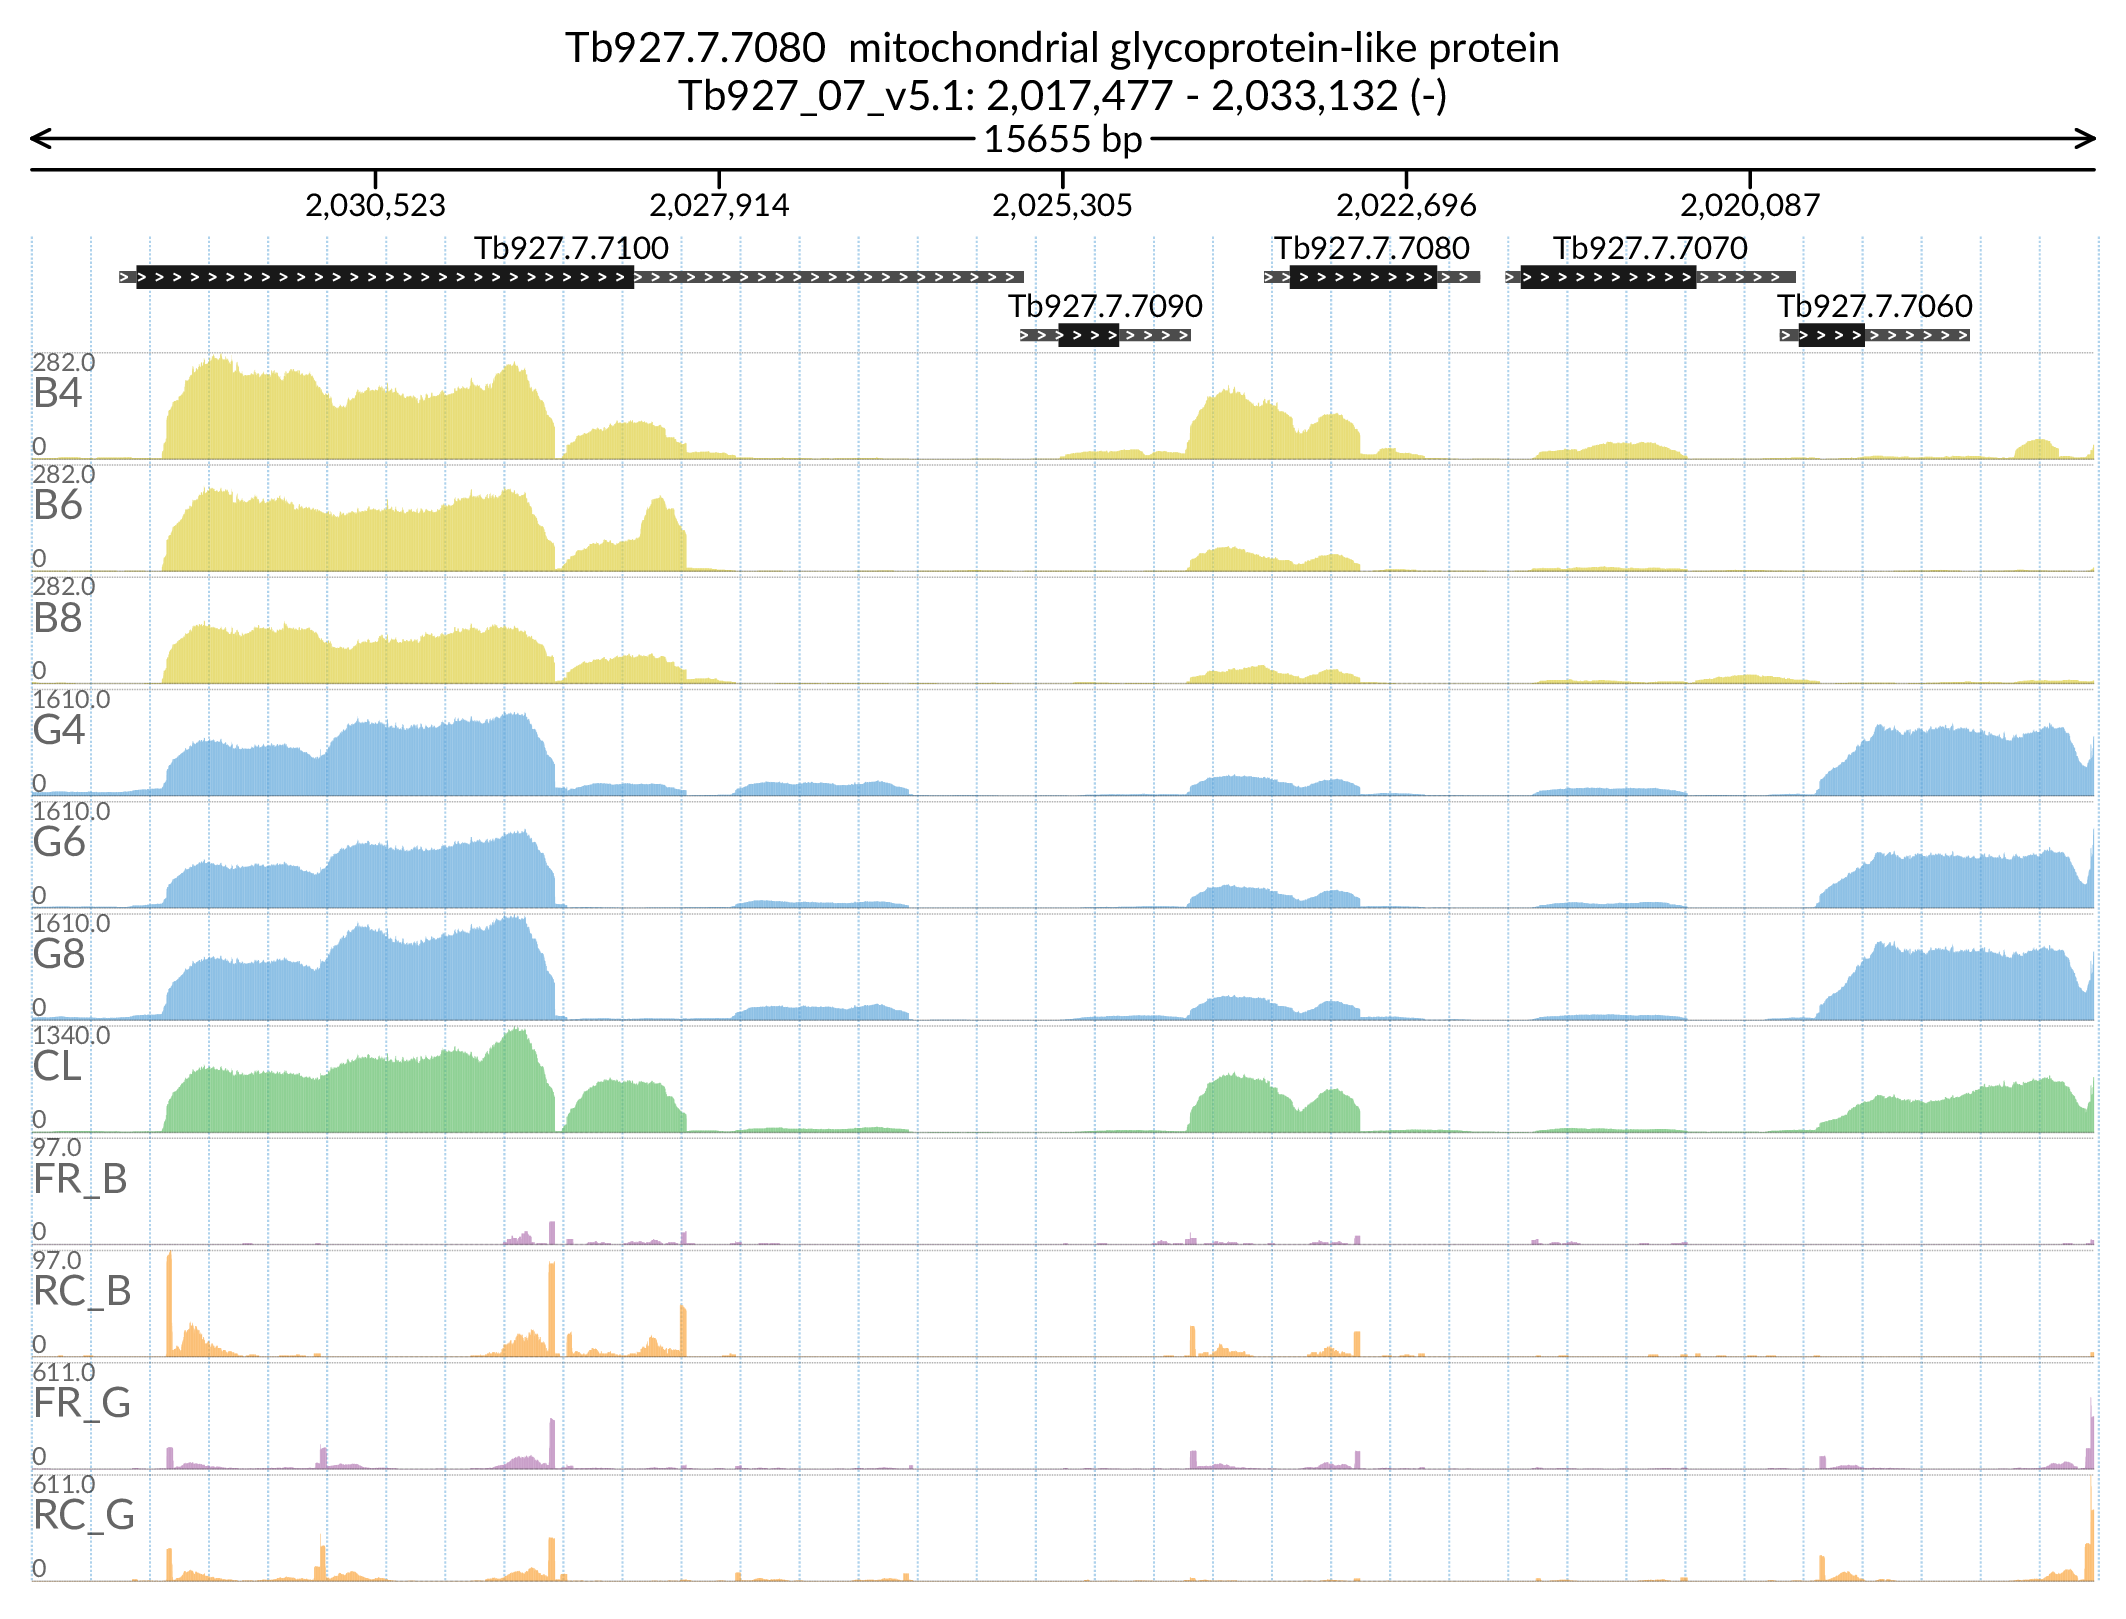 Tb927.7.7080  mitochondrial glycoprotein-like protein
Tb927_07_v5.1: 2,017,477 - 2,033,132 (-)
15655 bp
2,030,523 2,027,914 2,025,305 2,022,696 2,020,087
Tb927.7.7100 Tb927.7.7080 Tb927.7.7070
Tb927.7.7090 Tb927.7.7060
282.0
B4
0
282.0
B6
0
282.0
B8
0
1610.0
G4
0
1610.0
G6
0
1610.0
G8
0
1340.0
CL
0
97.0
FR_B
0
97.0
RC_B
0
611.0
FR_G
0
611.0
RC_G
0